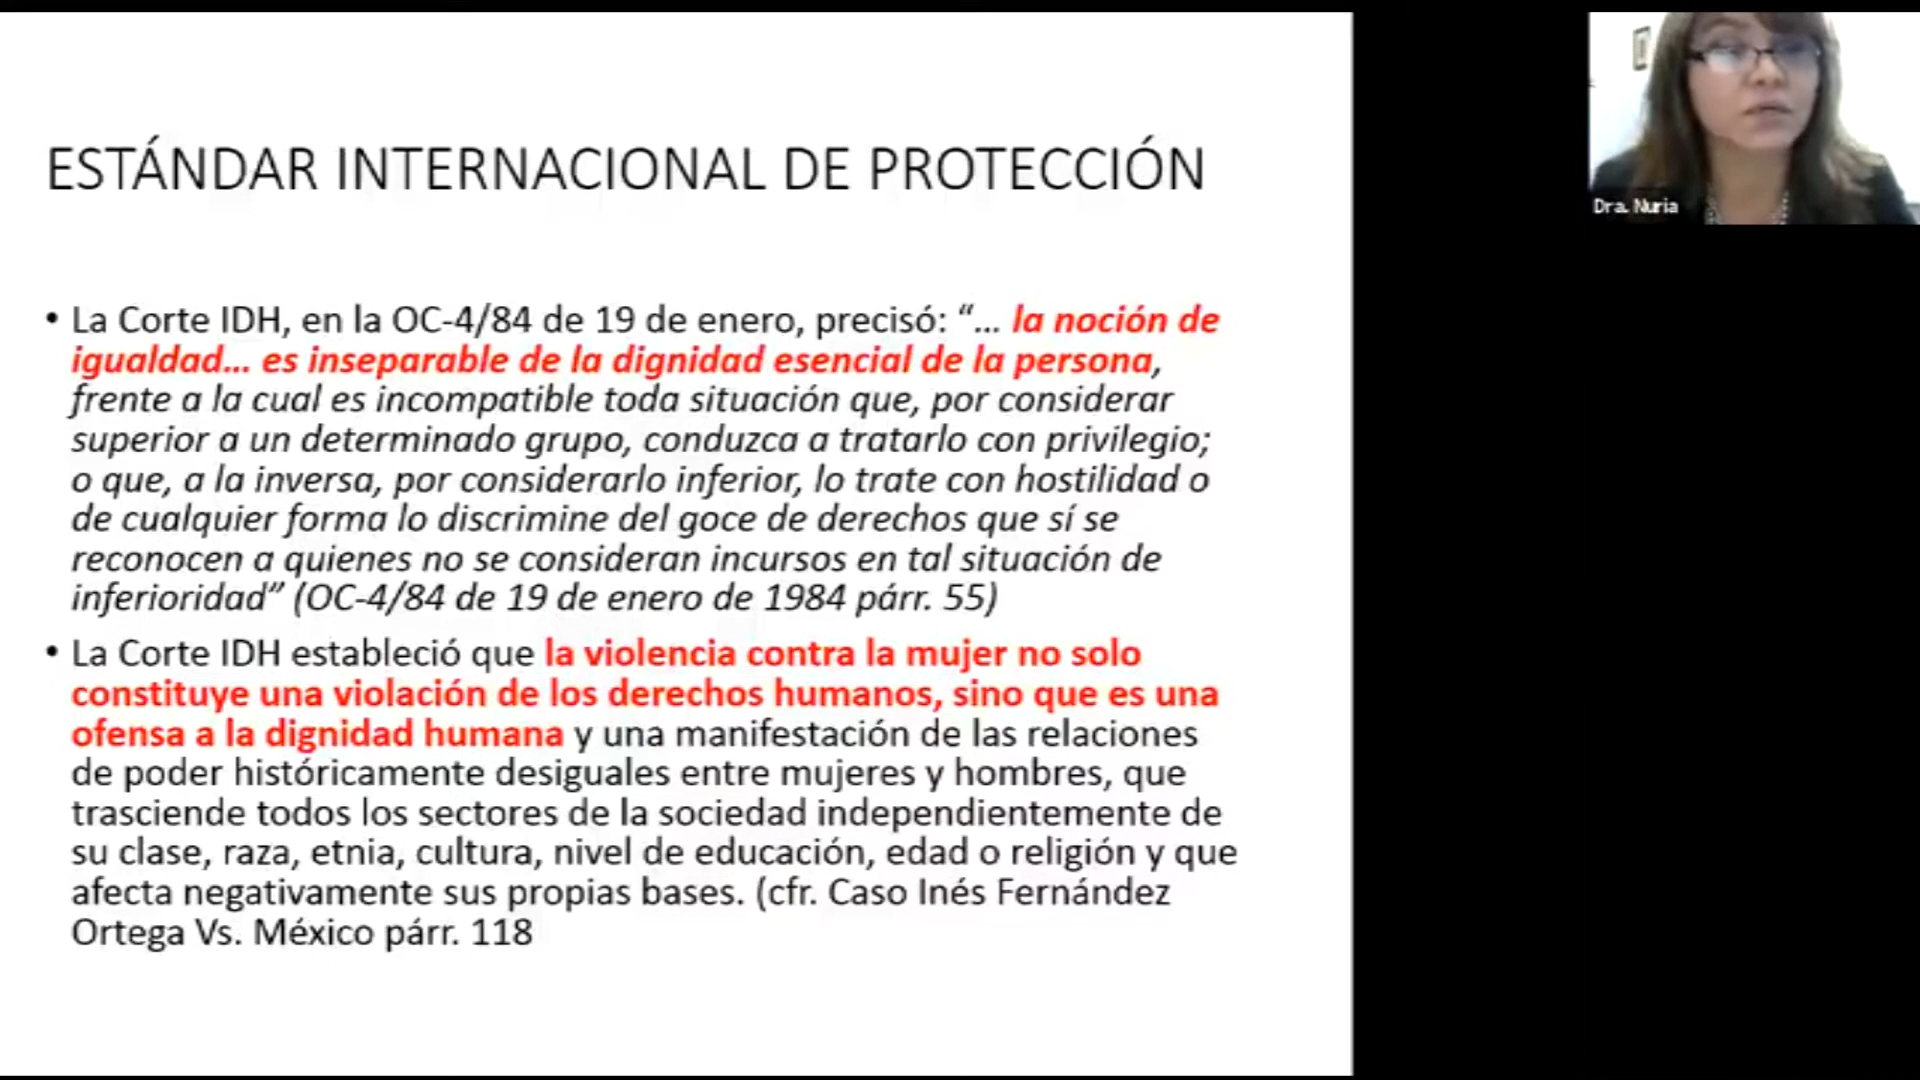 ESTÁNDAR INTERNACIONAL DE PROTECCIÓN
• La Corte IDH, en la OC-4/84 de 19 de enero, precisó: “… la noción de
igualdad… es inseparable de la dignidad esencial de la persona,
frente a la cual es incompatible toda situación que, por considerar
superior a un determinado grupo, conduzca a tratarlo con privilegio;
o que, a la inversa, por considerarlo inferior, lo trate con hostilidad o
de cualquier forma lo discrimine del goce de derechos que sí se
reconocen a quienes no se consideran incursos en tal situación de
inferioridad” (OC-4/84 de 19 de enero de 1984 párr. 55)
• La Corte IDH estableció que la violencia contra la mujer no solo
constituye una violación de los derechos humanos, sino que es una
ofensa a la dignidad humana y una manifestación de las relaciones
de poder históricamente desiguales entre mujeres y hombres, que
trasciende todos los sectores de la sociedad independientemente de
su clase, raza, etnia, cultura, nivel de educación, edad o religión y que
afecta negativamente sus propias bases. (cfr. Caso Inés Fernández
Ortega Vs. México párr. 118
Dra. Nuria